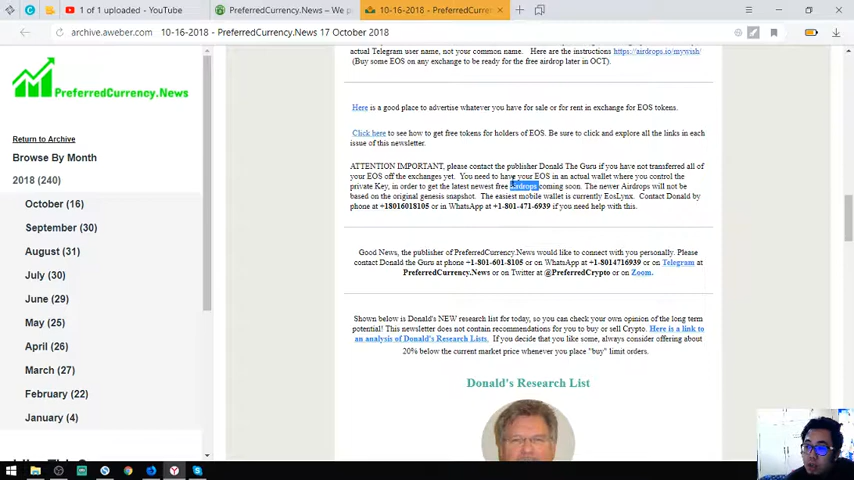 1 of 1 uploaded - YouTube
PreferredCurrency.News – We p
10-16-2018 - PreferredCurre
archive.aweber.com
10-16-2018 - PreferredCurrency.News 17 October 2018
PreferredCurrency.News
Return to Archive
Browse By Month
2018 (240)
October (16)
September (30)
August (31)
July (30)
June (29)
May (25)
April (26)
March (27)
February (22)
January (4)
actual Telegram user name, not your common name. Here are the instructions https://airdrops.io/mywish/
(Buy some EOS on any exchange to be ready for the free airdrop later in OCT).
Here is a good place to advertise whatever you have for sale or for rent in exchange for EOS tokens.
Click here to see how to get free tokens for holders of EOS. Be sure to click and explore all the links in each
issue of this newsletter.
ATTENTION IMPORTANT, please contact the publisher Donald The Guru if you have not transferred all of
your EOS off the exchanges yet. You need to have your EOS in an actual wallet where you control the
private Key, in order to get the latest newest free airdrops coming soon. The newer Airdrops will not be
based on the original genesis snapshot. The easiest mobile wallet is currently EosLynx. Contact Donald by
phone at +18016018105 or in WhatsApp at +1-801-471-6939 if you need help with this.
Good News, the publisher of PreferredCurrency.News would like to connect with you personally. Please
contact Donald the Guru at phone +1-801-601-8105 or on WhatsApp at +1-8014716939 or on Telegram at
PreferredCurrency.News or on Twitter at @PreferredCrypto or on Zoom.
Shown below is Donald's NEW research list for today, so you can check your own opinion of the long term
potential! This newsletter does not contain recommendations for you to buy or sell Crypto. Here is a link to
an analysis of Donald's Research Lists. If you decide that you like some, always consider offering about
20% below the current market price whenever you place "buy" limit orders.
Donald's Research List